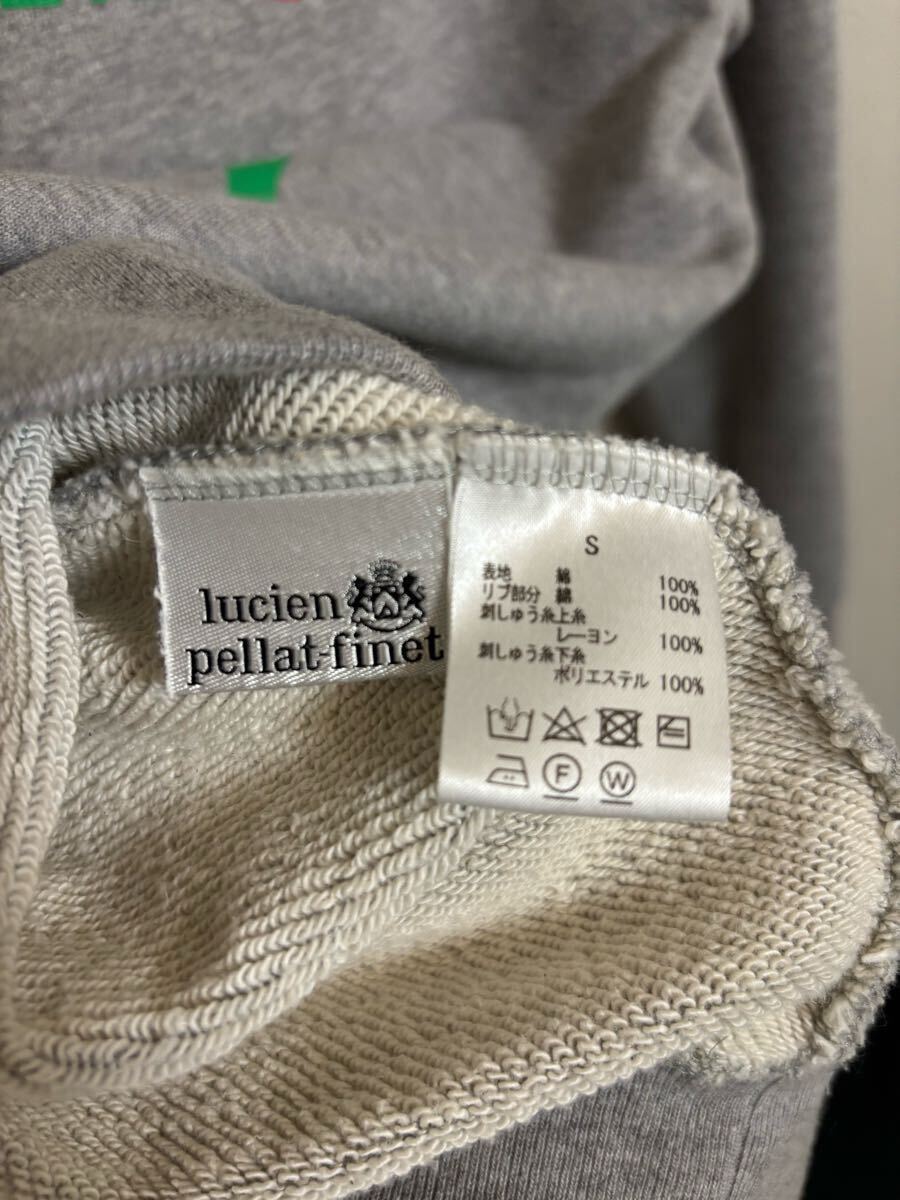 lucien
pellat-finet
S
表地 綿 100%
リブ部分 綿 100%
刺しゅう糸上糸
レーヨン 100%
刺しゅう糸下糸
ポリエステル 100%
F
W